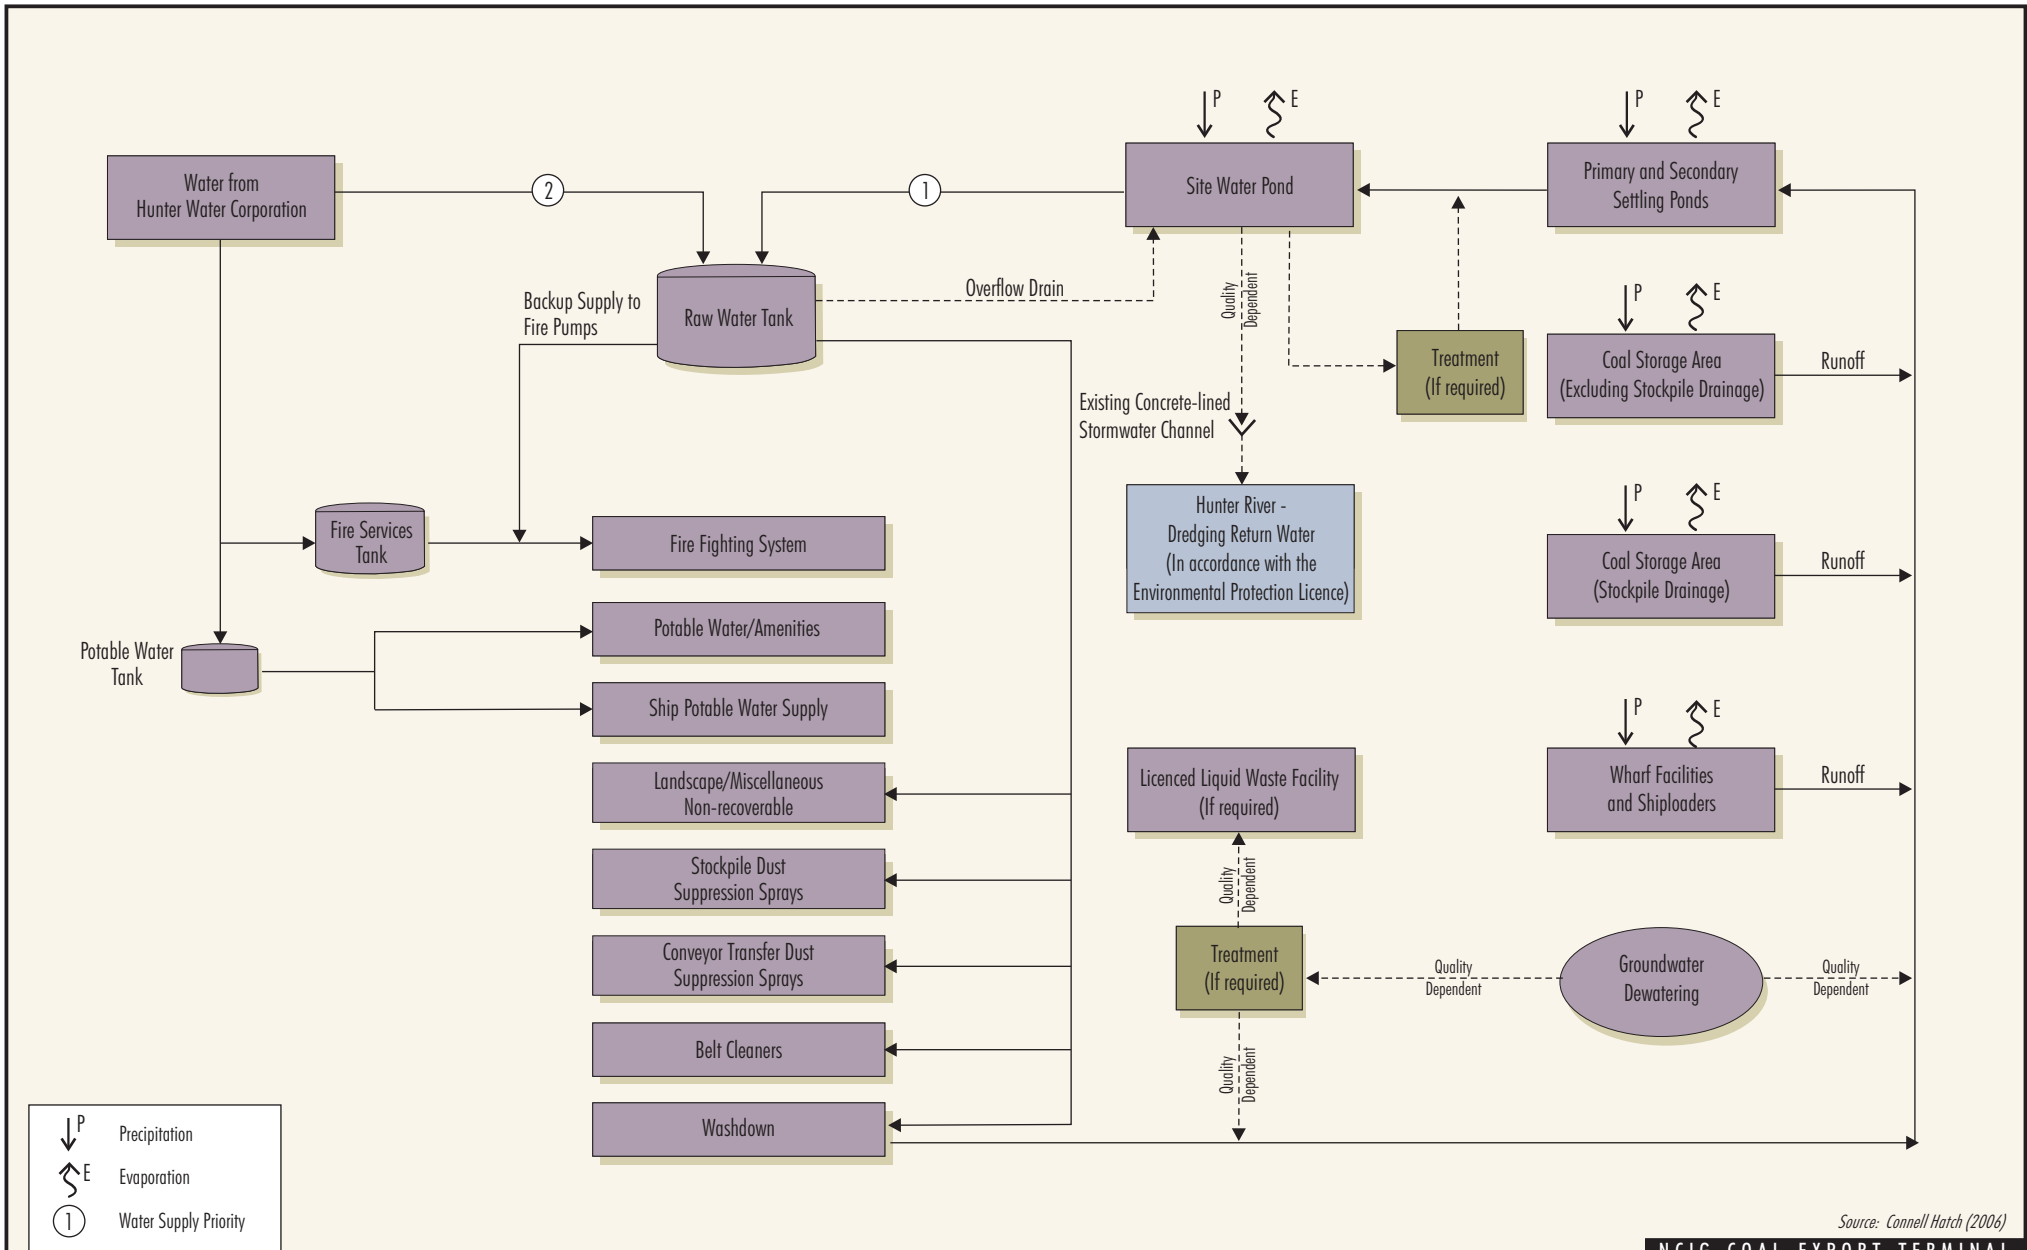 P
E
P
E
Water from
Hunter Water Corporation
2
1
Site Water Pond
Primary and Secondary
Settling Ponds
Backup Supply to
Fire Pumps
Raw Water Tank
Overflow Drain
Quality
Dependent
P
E
Treatment
(If required)
Coal Storage Area
(Excluding Stockpile Drainage)
Runoff
Existing Concrete-lined
Stormwater Channel
Fire Services
Tank
Fire Fighting System
Hunter River -
Dredging Return Water
(In accordance with the
Environmental Protection Licence)
P
E
Coal Storage Area
(Stockpile Drainage)
Runoff
Potable Water
Tank
Potable Water/Amenities
Ship Potable Water Supply
P
E
Landscape/Miscellaneous
Non-recoverable
Licenced Liquid Waste Facility
(If required)
Wharf Facilities
and Shiploaders
Runoff
Stockpile Dust
Suppression Sprays
Quality
Dependent
Conveyor Transfer Dust
Suppression Sprays
Treatment
(If required)
Quality
Dependent
Groundwater
Dewatering
Quality
Dependent
Belt Cleaners
Quality
Dependent
Washdown
P
Precipitation
E
Evaporation
1
Water Supply Priority
Source: Connell Hatch (2006)
NCIG COAL EXPORT TERMINAL